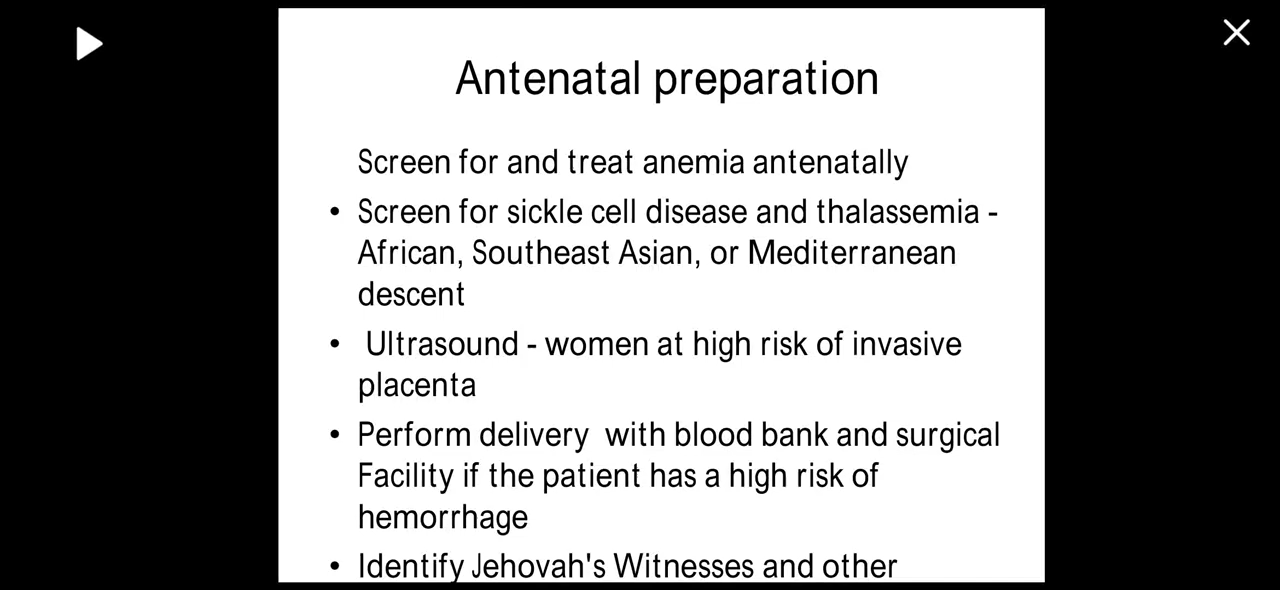 Antenatal preparation
Screen for and treat anemia antenatally
• Screen for sickle cell disease and thalassemia -
African, Southeast Asian, or Mediterranean
descent
• Ultrasound - women at high risk of invasive
placenta
• Perform delivery with blood bank and surgical
Facility if the patient has a high risk of
hemorrhage
• Identify Jehovah's Witnesses and other